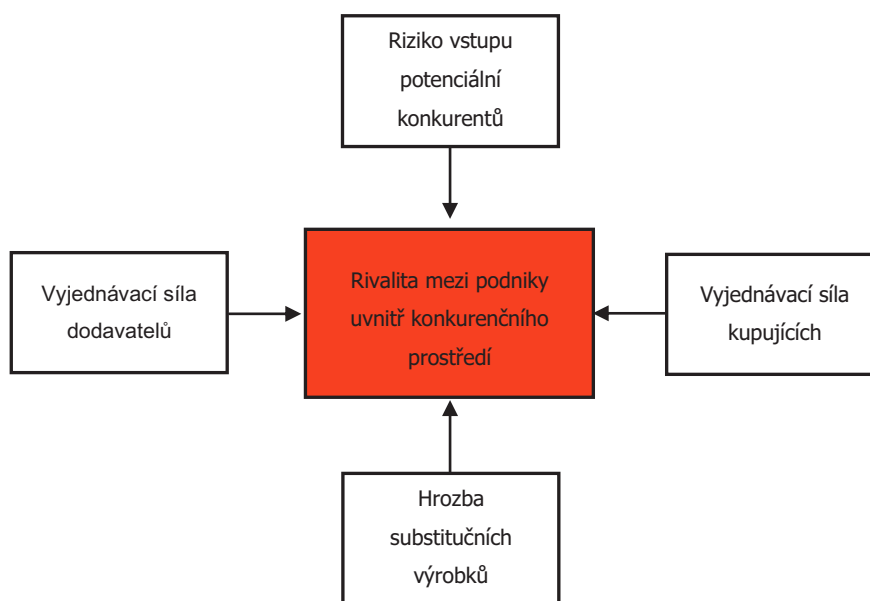 Riziko vstupu
potenciální
konkurentů
Vyjednávací síla
dodavatelů
Rivalita mezi podniky
uvnitř konkurenčního
prostředí
Vyjednávací síla
kupujících
Hrozba
substitučních
výrobků